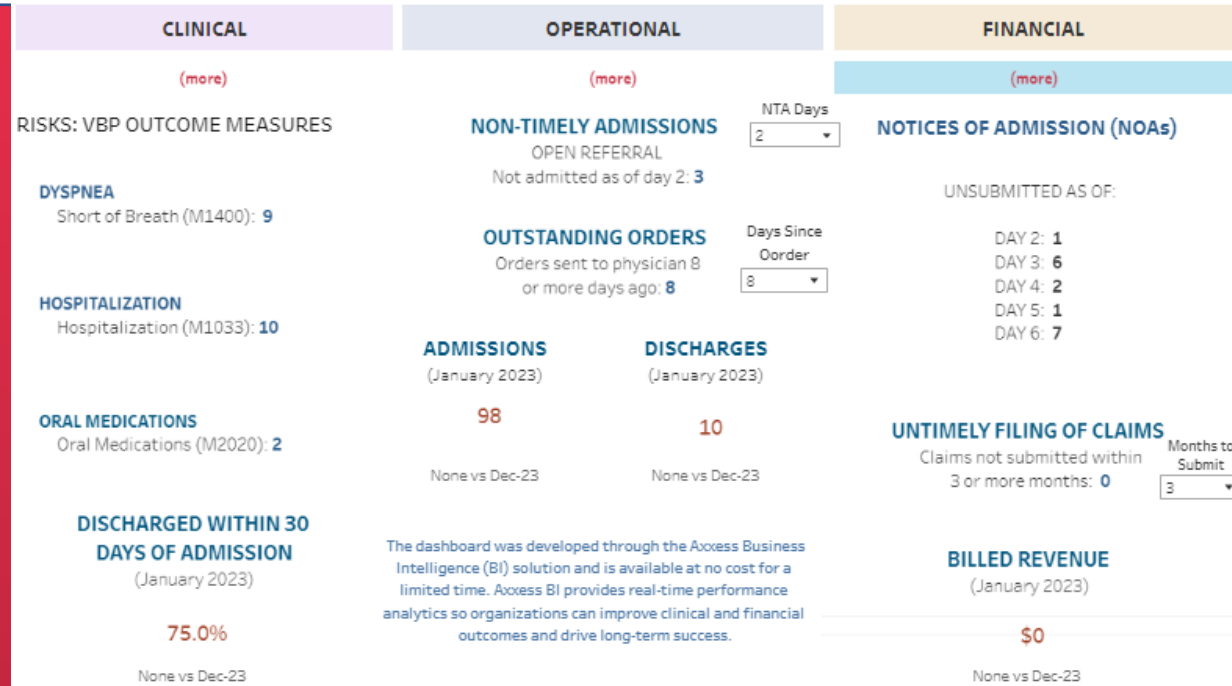 CLINICAL
(more)
RISKS: VBP OUTCOME MEASURES
DYSPNEA
Short of Breath (M1400): 9
HOSPITALIZATION
Hospitalization (M1033): 10
ORAL MEDICATIONS
Oral Medications (M2020): 2
DISCHARGED WITHIN 30
DAYS OF ADMISSION
(January 2023)
75.0%
None vs Dec-23
OPERATIONAL
(more)
NON-TIMELY ADMISSIONS
OPEN REFERRAL
Not admitted as of day 2: 3
NTA Days
2
OUTSTANDING ORDERS
Orders sent to physician 8
or more days ago: 8
Days Since
Oorder
8
ADMISSIONS
(January 2023)
98
None vs Dec-23
DISCHARGES
(January 2023)
10
None vs Dec-23
The dashboard was developed through the Axxess Business
Intelligence (BI) solution and is available at no cost for a
limited time. Axxess BI provides real-time performance
analytics so organizations can improve clinical and financial
outcomes and drive long-term success.
FINANCIAL
(more)
NOTICES OF ADMISSION (NOAs)
UNSUBMITTED AS OF:
DAY 2: 1
DAY 3: 6
DAY 4: 2
DAY 5: 1
DAY 6: 7
UNTIMELY FILING OF CLAIMS
Claims not submitted within
3 or more months: 0
Months to
Submit
3
BILLED REVENUE
(January 2023)
$0
None vs Dec-23